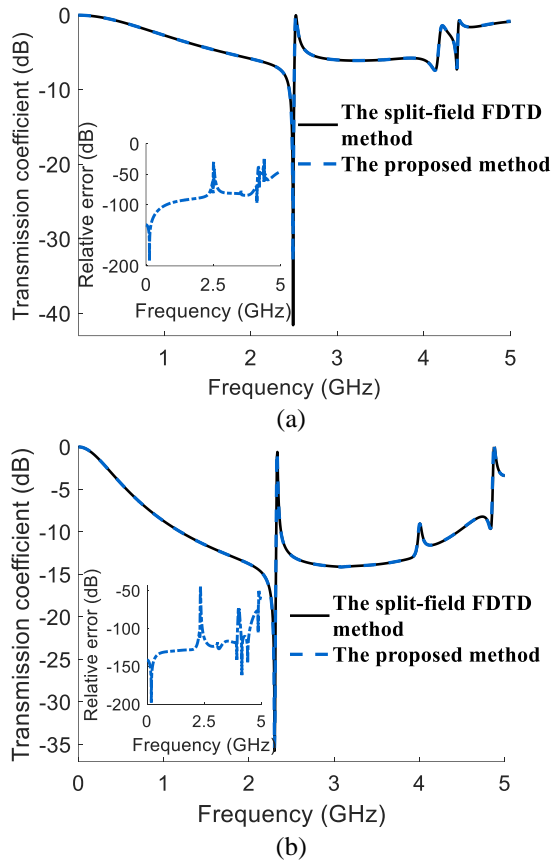 0
-10
-20
-30
-40
Transmission coefficient (dB)
The split-field FDTD
method
The proposed method
0
-50
-100
-150
-200
Relative error (dB)
0 2.5 5
Frequency (GHz)
1 2 3 4 5
Frequency (GHz)
(a)
0
-5
-10
-15
-20
-25
-30
-35
Transmission coefficient (dB)
The split-field FDTD
method
The proposed method
-50
-100
-150
-200
Relative error (dB)
0 2.5 5
Frequency (GHz)
0 1 2 3 4 5
Frequency (GHz)
(b)